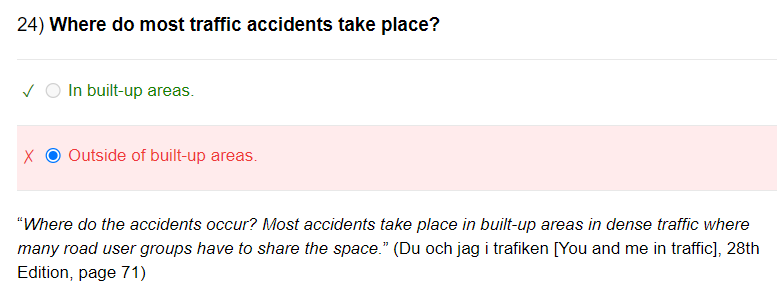 24) Where do most traffic accidents take place?
✓ In built-up areas.
✗ Outside of built-up areas.
“Where do the accidents occur? Most accidents take place in built-up areas in dense traffic where
many road user groups have to share the space.” (Du och jag i trafiken [You and me in traffic], 28th
Edition, page 71)